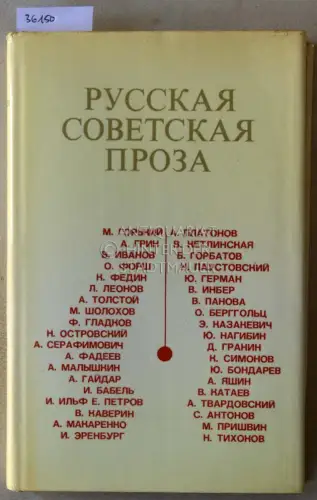 36150
РУССКАЯ
СОВЕТСКАЯ
ПРОЗА
М. ГОРЬКИЙ
А. ГРИН
В. ИВАНОВ
О. ФОРШ
К. ФЕДИН
Л. ЛЕОНОВ
А. ТОЛСТОЙ
М. ШОЛОХОВ
Ф. ГЛАДКОВ
Н. ОСТРОВСКИЙ
А. СЕРАФИМОВИЧ
А. ФАДЕЕВ
А. МАЛЫШКИН
А. ГАЙДАР
И. БАБЕЛЬ
И. ИЛЬФ Е. ПЕТРОВ
В. КАВЕРИН
А. МАКАРЕНКО
И. ЭРЕНБУРГ
А. ПЛАТОНОВ
В. КЕТЛИНСКАЯ
Б. ГОРБАТОВ
К. ПАУСТОВСКИЙ
Ю. ГЕРМАН
В. ИНБЕР
В. ПАНОВА
О. БЕРГГОЛЬЦ
Э. КАЗАКЕВИЧ
Ю. НАГИБИН
Д. ГРАНИН
К. СИМОНОВ
Ю. БОНДАРЕВ
А. ЯШИН
В. КАТАЕВ
А. ТВАРДОВСКИЙ
С. АНТОНОВ
М. ПРИШВИН
Н. ТИХОНОВ